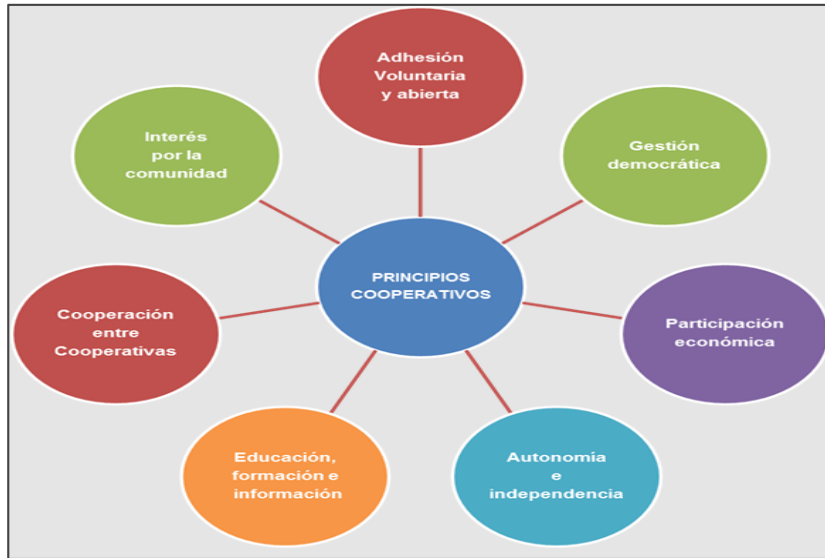 Adhesión
Voluntaria
y abierta
Gestión
democrática
Participación
económica
Autonomía
e
independencia
Educación,
formación e
información
Cooperación
entre
Cooperativas
Interés
por la
comunidad
PRINCIPIOS
COOPERATIVOS